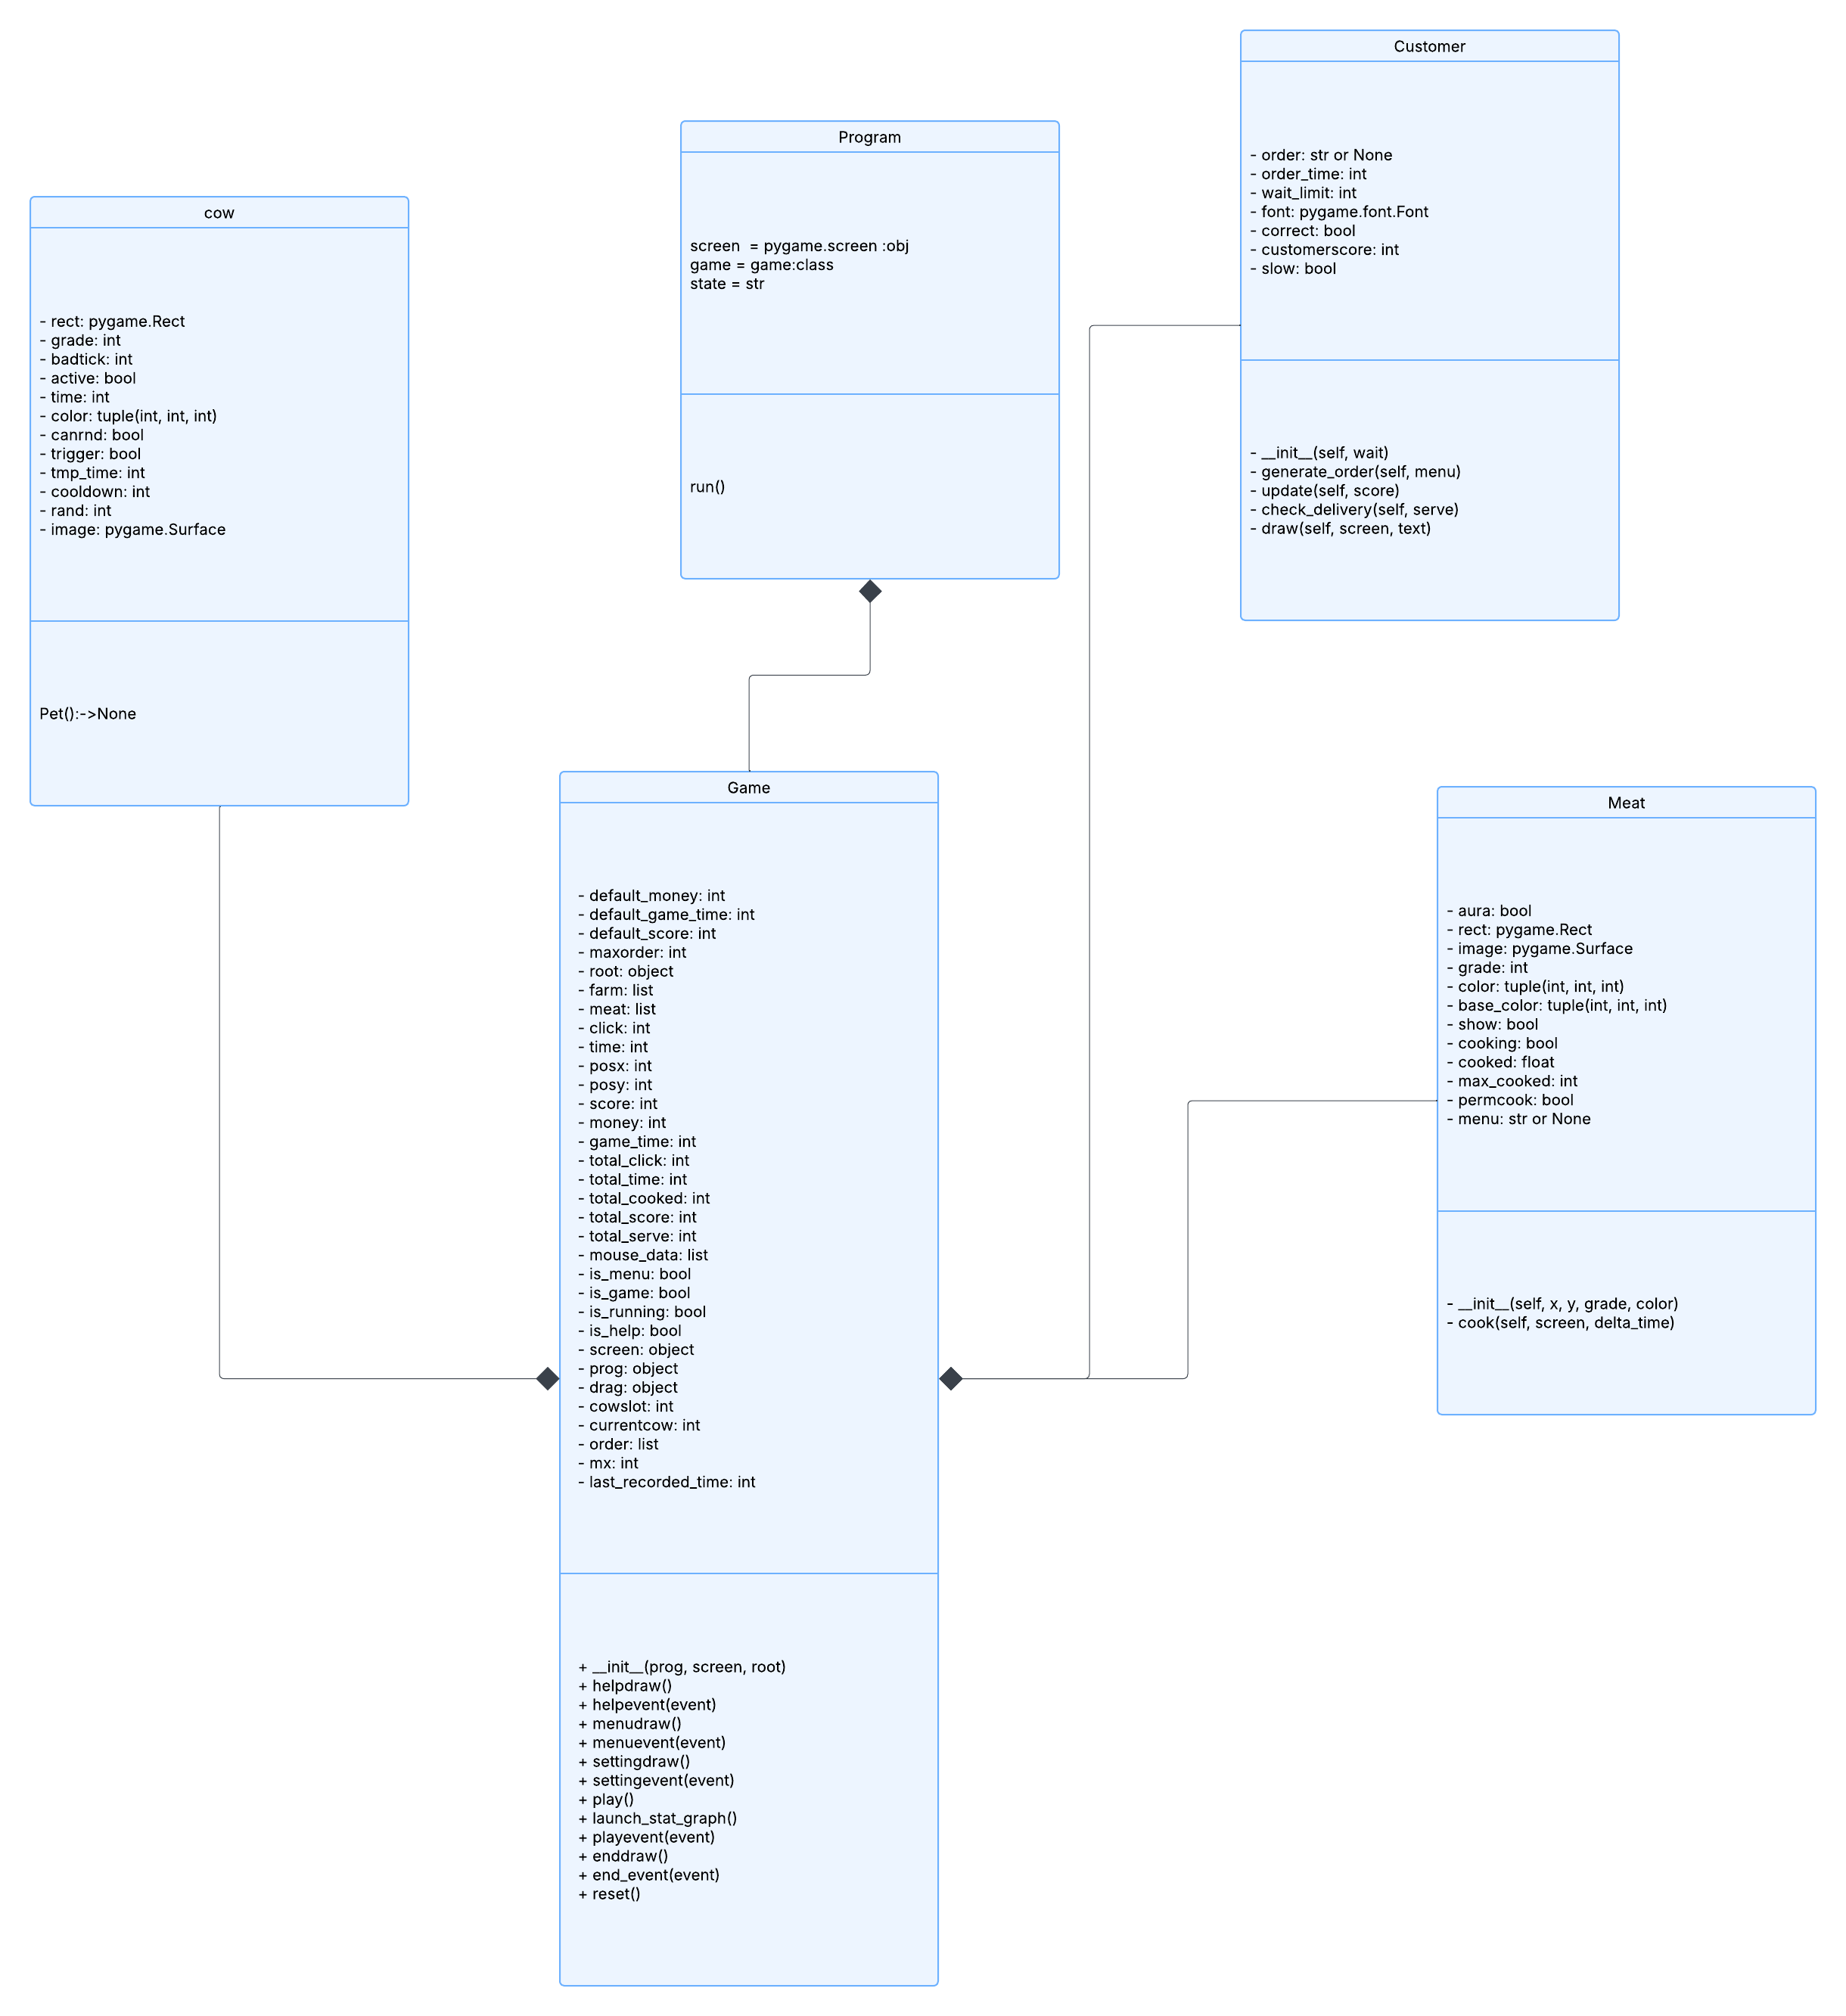 Customer
- order: str or None
- order_time: int
- wait_limit: int
- font: pygame.font.Font
- correct: bool
- customerscore: int
- slow: bool
- __init__(self, wait)
- generate_order(self, menu)
- update(self, score)
- check_delivery(self, serve)
- draw(self, screen, text)
Program
screen  = pygame.screen :obj
game = game:class
state = str
run()
cow
- rect: pygame.Rect
- grade: int
- badtick: int
- active: bool
- time: int
- color: tuple(int, int, int)
- canrnd: bool
- trigger: bool
- tmp_time: int
- cooldown: int
- rand: int
- image: pygame.Surface
Pet():->None
Game
- default_money: int
- default_game_time: int
- default_score: int
- maxorder: int
- root: object
- farm: list
- meat: list
- click: int
- time: int
- posx: int
- posy: int
- score: int
- money: int
- game_time: int
- total_click: int
- total_time: int
- total_cooked: int
- total_score: int
- total_serve: int
- mouse_data: list
- is_menu: bool
- is_game: bool
- is_running: bool
- is_help: bool
- screen: object
- prog: object
- drag: object
- cowslot: int
- currentcow: int
- order: list
- mx: int
- last_recorded_time: int
+ __init__(prog, screen, root)
+ helpdraw()
+ helpevent(event)
+ menudraw()
+ menuevent(event)
+ settingdraw()
+ settingevent(event)
+ play()
+ launch_stat_graph()
+ playevent(event)
+ enddraw()
+ end_event(event)
+ reset()
Meat
- aura: bool
- rect: pygame.Rect
- image: pygame.Surface
- grade: int
- color: tuple(int, int, int)
- base_color: tuple(int, int, int)
- show: bool
- cooking: bool
- cooked: float
- max_cooked: int
- permcook: bool
- menu: str or None
- __init__(self, x, y, grade, color)
- cook(self, screen, delta_time)